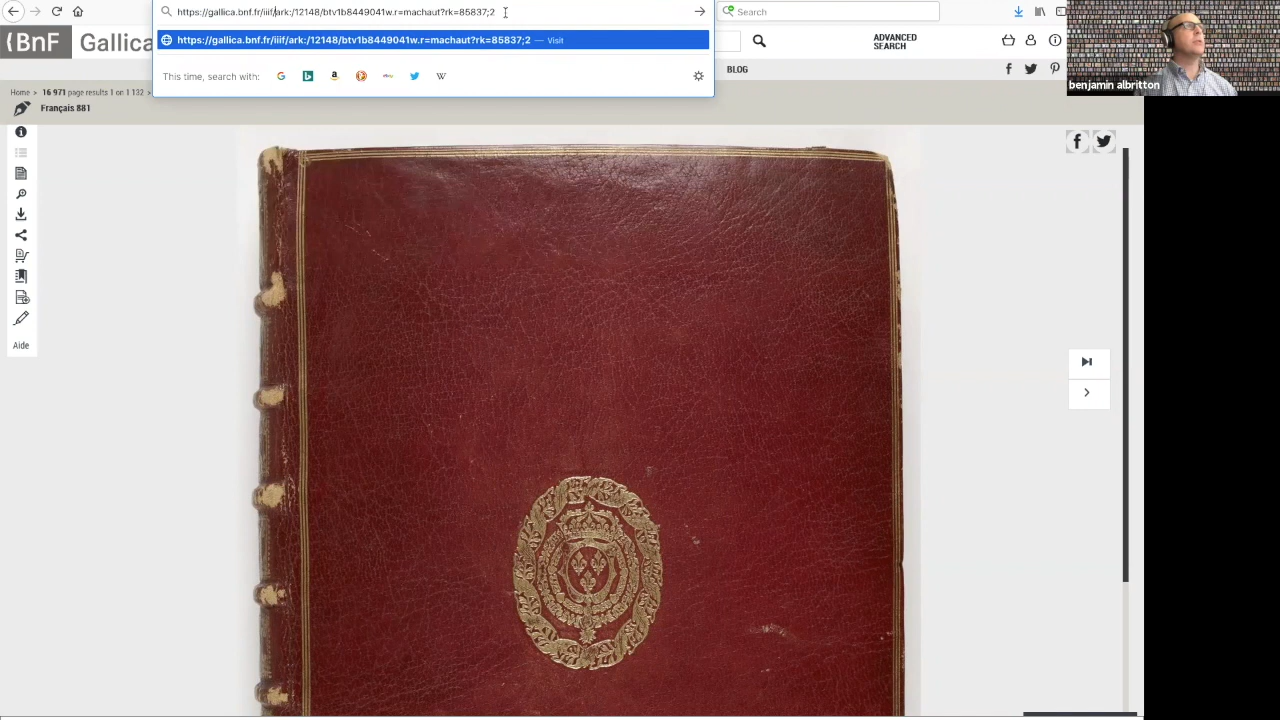 https://gallica.bnf.fr/iiif/ark:/12148/btv1b8449041w.r=machaut?rk=85837;2
Search
https://gallica.bnf.fr/iiif/ark:/12148/btv1b8449041w.r=machaut?rk=85837;2 — Visit
{BnF Gallica
ADVANCED
SEARCH
This time, search with:
BLOG
benjamin albritton
Home > 16 971 page results 1 on 1 132 >
Français 881
Aide